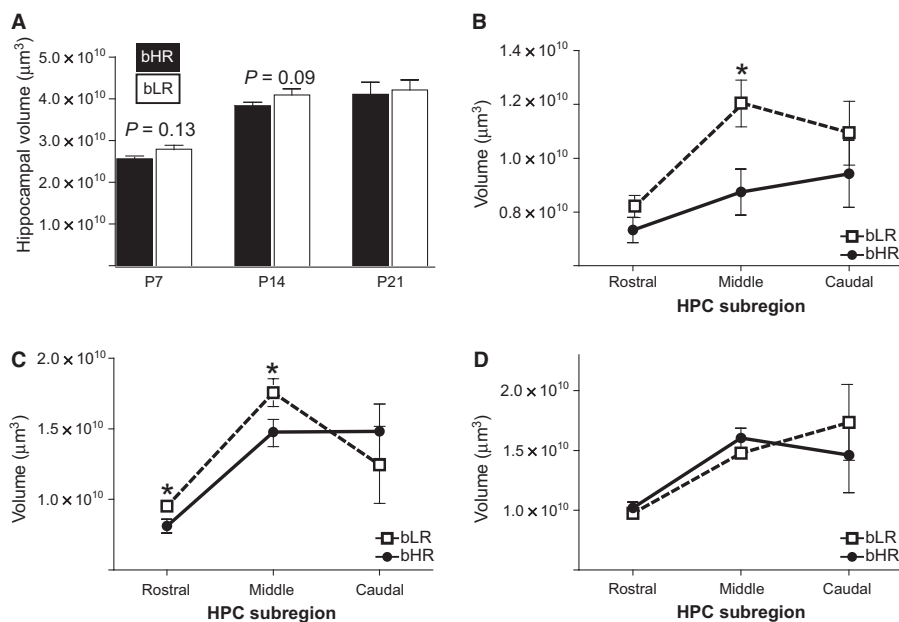 A
Hippocampal volume (μm³)
5.0 × 10¹⁰
4.0 × 10¹⁰
3.0 × 10¹⁰
2.0 × 10¹⁰
4.0 × 10¹⁰
bHR
bLR
P = 0.13
P = 0.09
P7
P14
P21
B
Volume (μm³)
1.4 × 10¹⁰
1.2 × 10¹⁰
1.0 × 10¹⁰
0.8 × 10¹⁰
*
bLR
bHR
Rostral
Middle
Caudal
HPC subregion
C
Volume (μm³)
2.0 × 10¹⁰
1.5 × 10¹⁰
1.0 × 10¹⁰
*
*
bLR
bHR
Rostral
Middle
Caudal
HPC subregion
D
Volume (μm³)
2.0 × 10¹⁰
1.5 × 10¹⁰
1.0 × 10¹⁰
bLR
bHR
Rostral
Middle
Caudal
HPC subregion